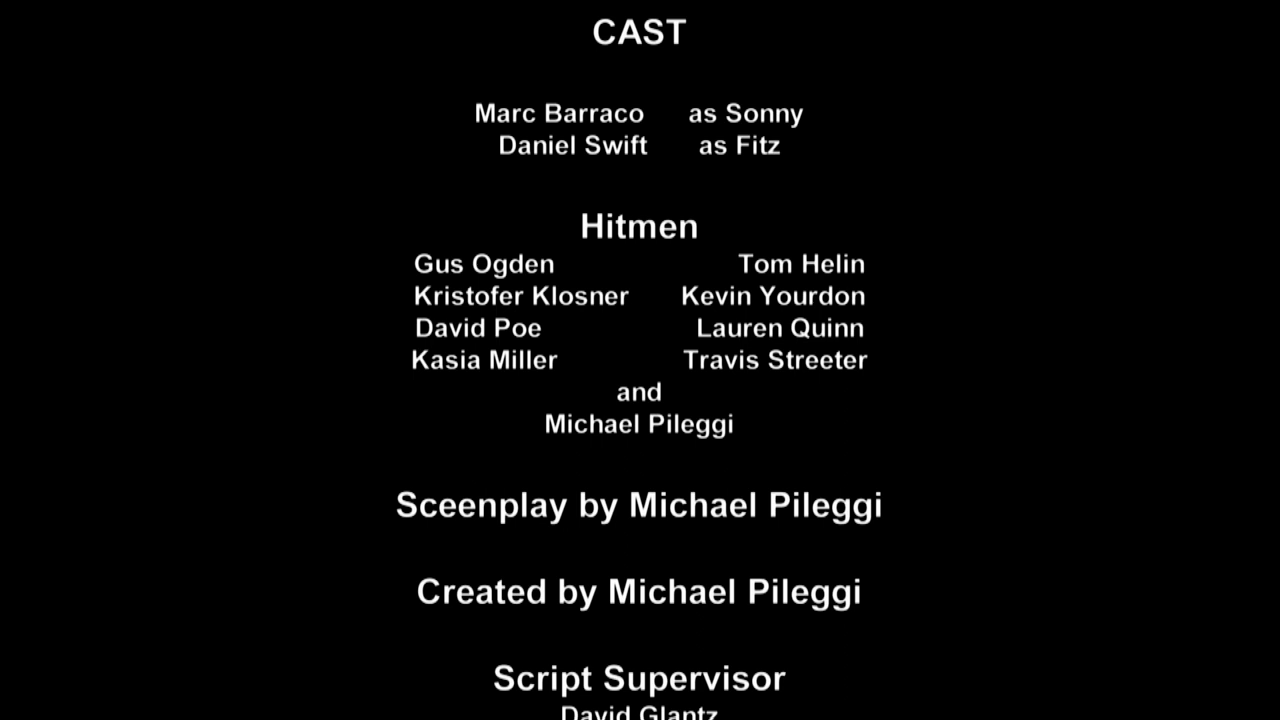 CAST
Marc Barraco as Sonny
Daniel Swift as Fitz
Hitmen
Gus Ogden Tom Helin
Kristofer Klosner Kevin Yourdon
David Poe Lauren Quinn
Kasia Miller Travis Streeter
and
Michael Pileggi
Sceenplay by Michael Pileggi
Created by Michael Pileggi
Script Supervisor
David Glantz